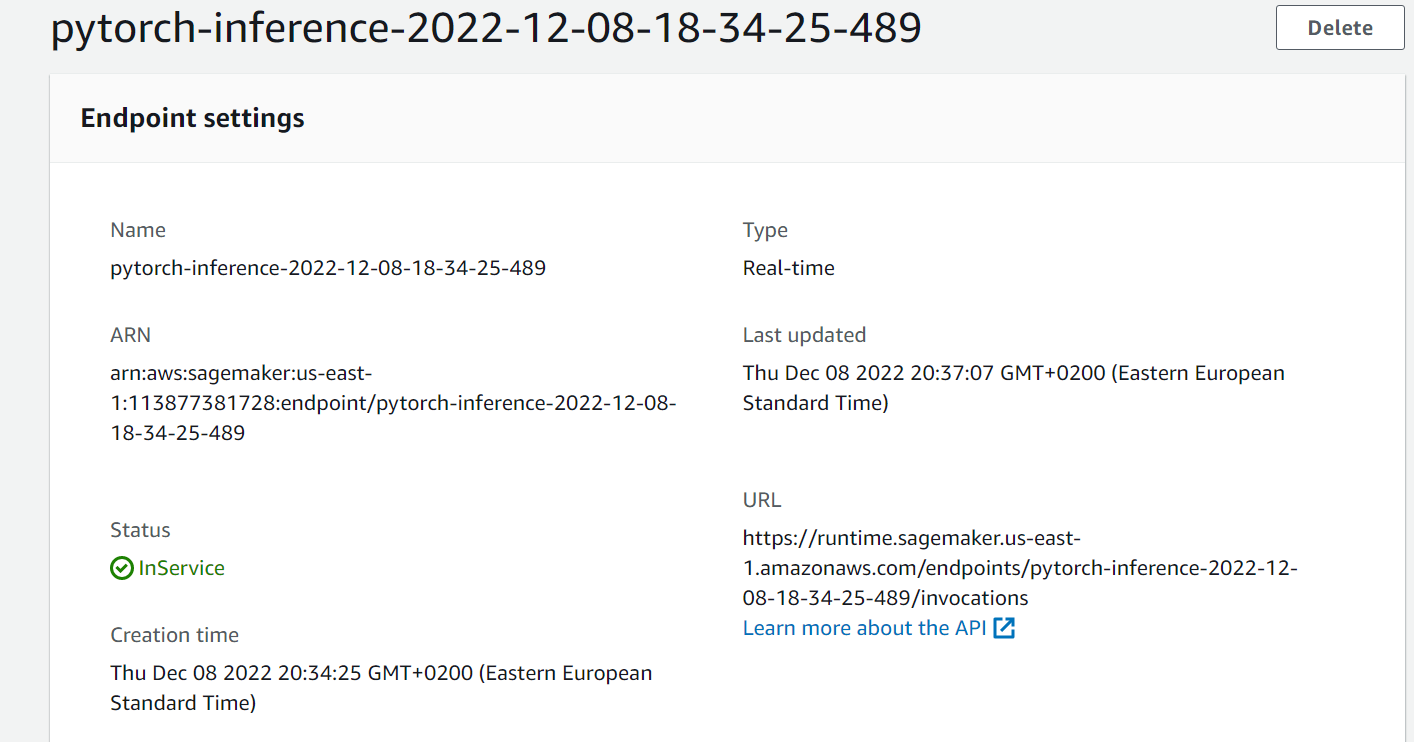 pytorch-inference-2022-12-08-18-34-25-489
Delete
Endpoint settings
Name
pytorch-inference-2022-12-08-18-34-25-489
Type
Real-time
ARN
arn:aws:sagemaker:us-east-
1:113877381728:endpoint/pytorch-inference-2022-12-08-
18-34-25-489
Last updated
Thu Dec 08 2022 20:37:07 GMT+0200 (Eastern European
Standard Time)
Status
InService
URL
https://runtime.sagemaker.us-east-
1.amazonaws.com/endpoints/pytorch-inference-2022-12-
08-18-34-25-489/invocations
Learn more about the API
Creation time
Thu Dec 08 2022 20:34:25 GMT+0200 (Eastern European
Standard Time)